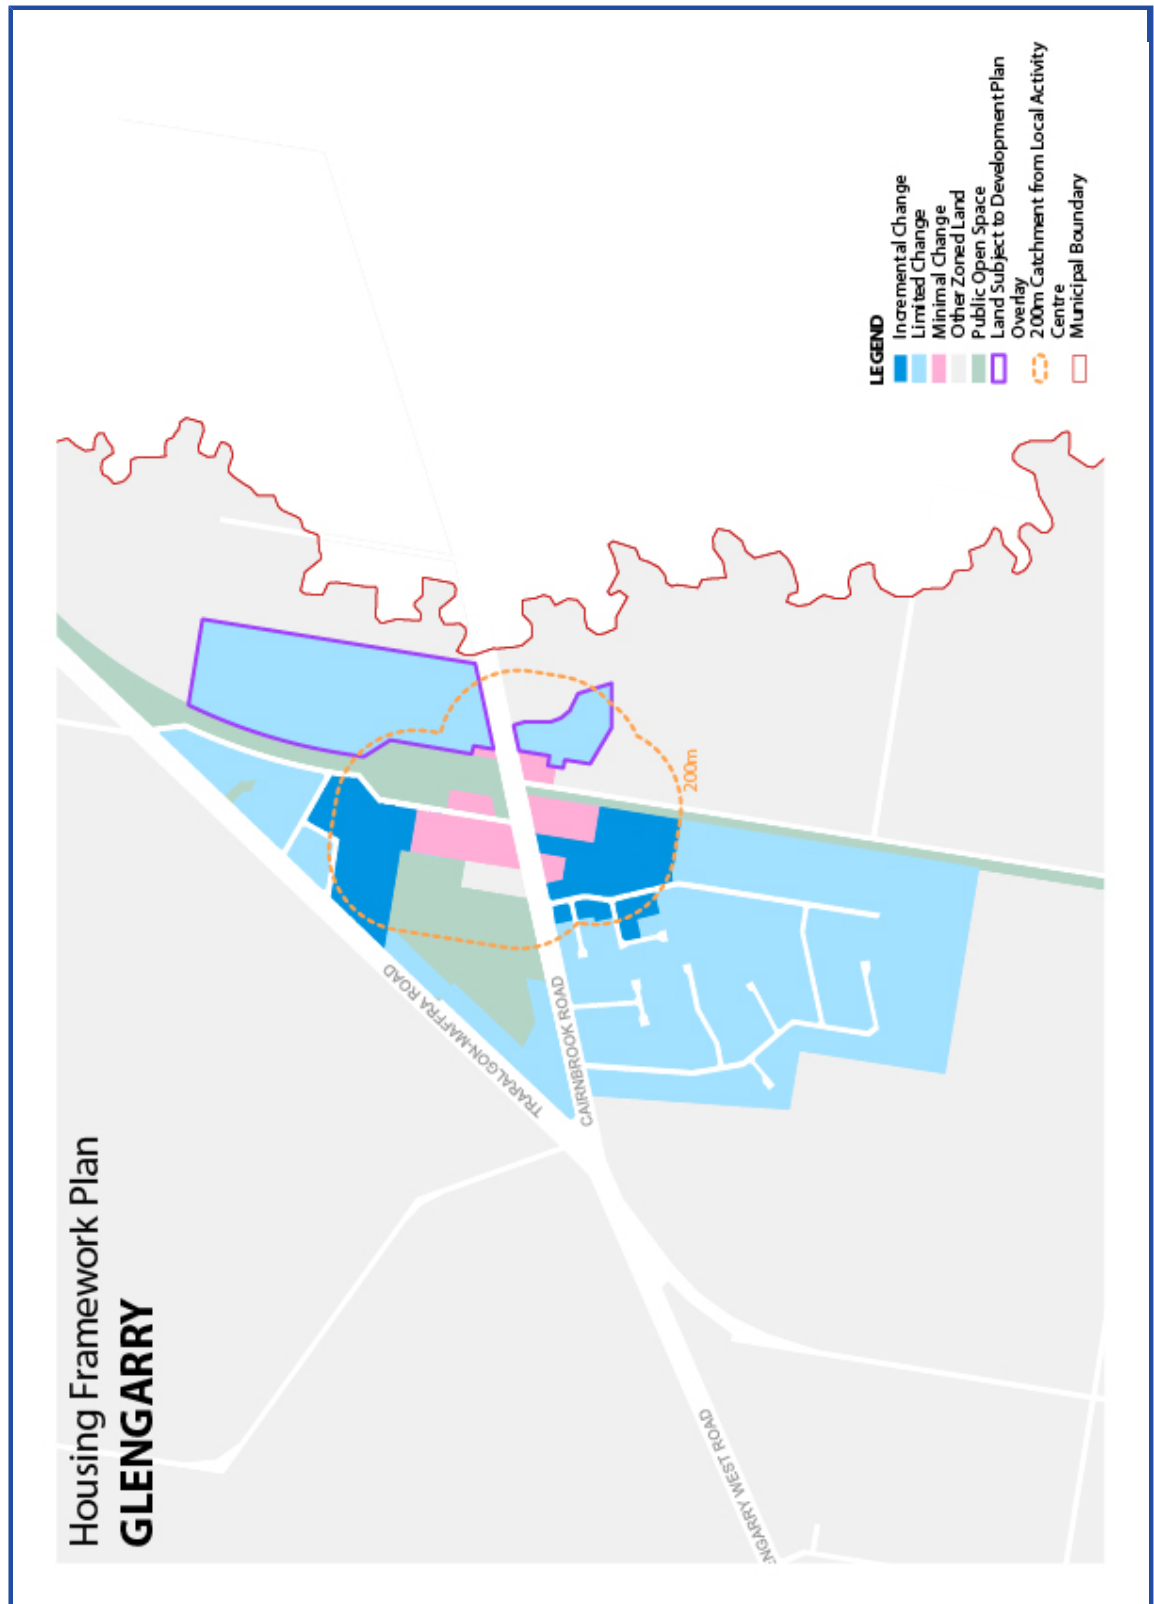 Housing Framework Plan
GLENGARRY
TRARALGON-MAFFRA ROAD
CAIRNBROOK ROAD
ENGARRY WEST ROAD
200m
LEGEND
Incremental Change
Limited Change
Minimal Change
Other Zoned Land
Public Open Space
Land Subject to Development Plan
Overlay
200m Catchment from Local Activity
Centre
Municipal Boundary